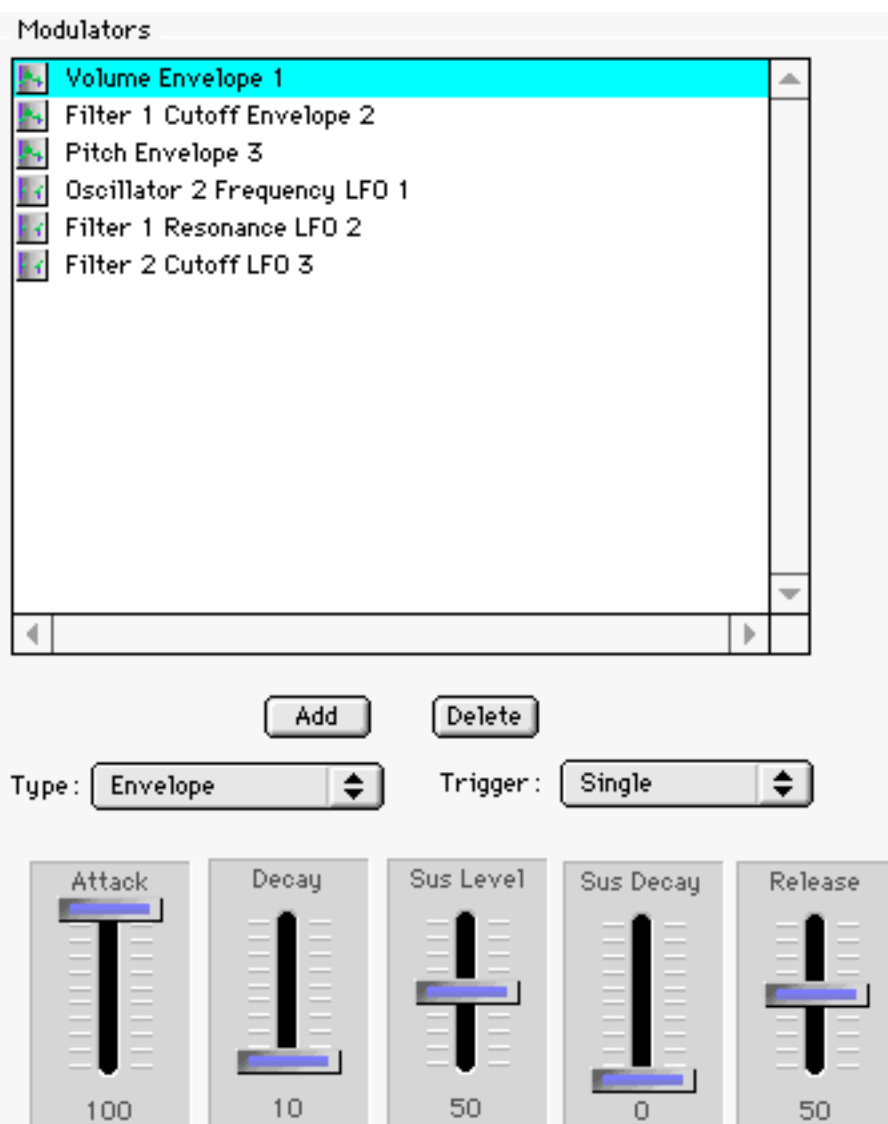 Modulators
Volume Envelope 1
Filter 1 Cutoff Envelope 2
Pitch Envelope 3
Oscillator 2 Frequency LFO 1
Filter 1 Resonance LFO 2
Filter 2 Cutoff LFO 3
Add Delete
Type: Envelope Trigger: Single
Attack Decay Sus Level Sus Decay Release
100 10 50 0 50